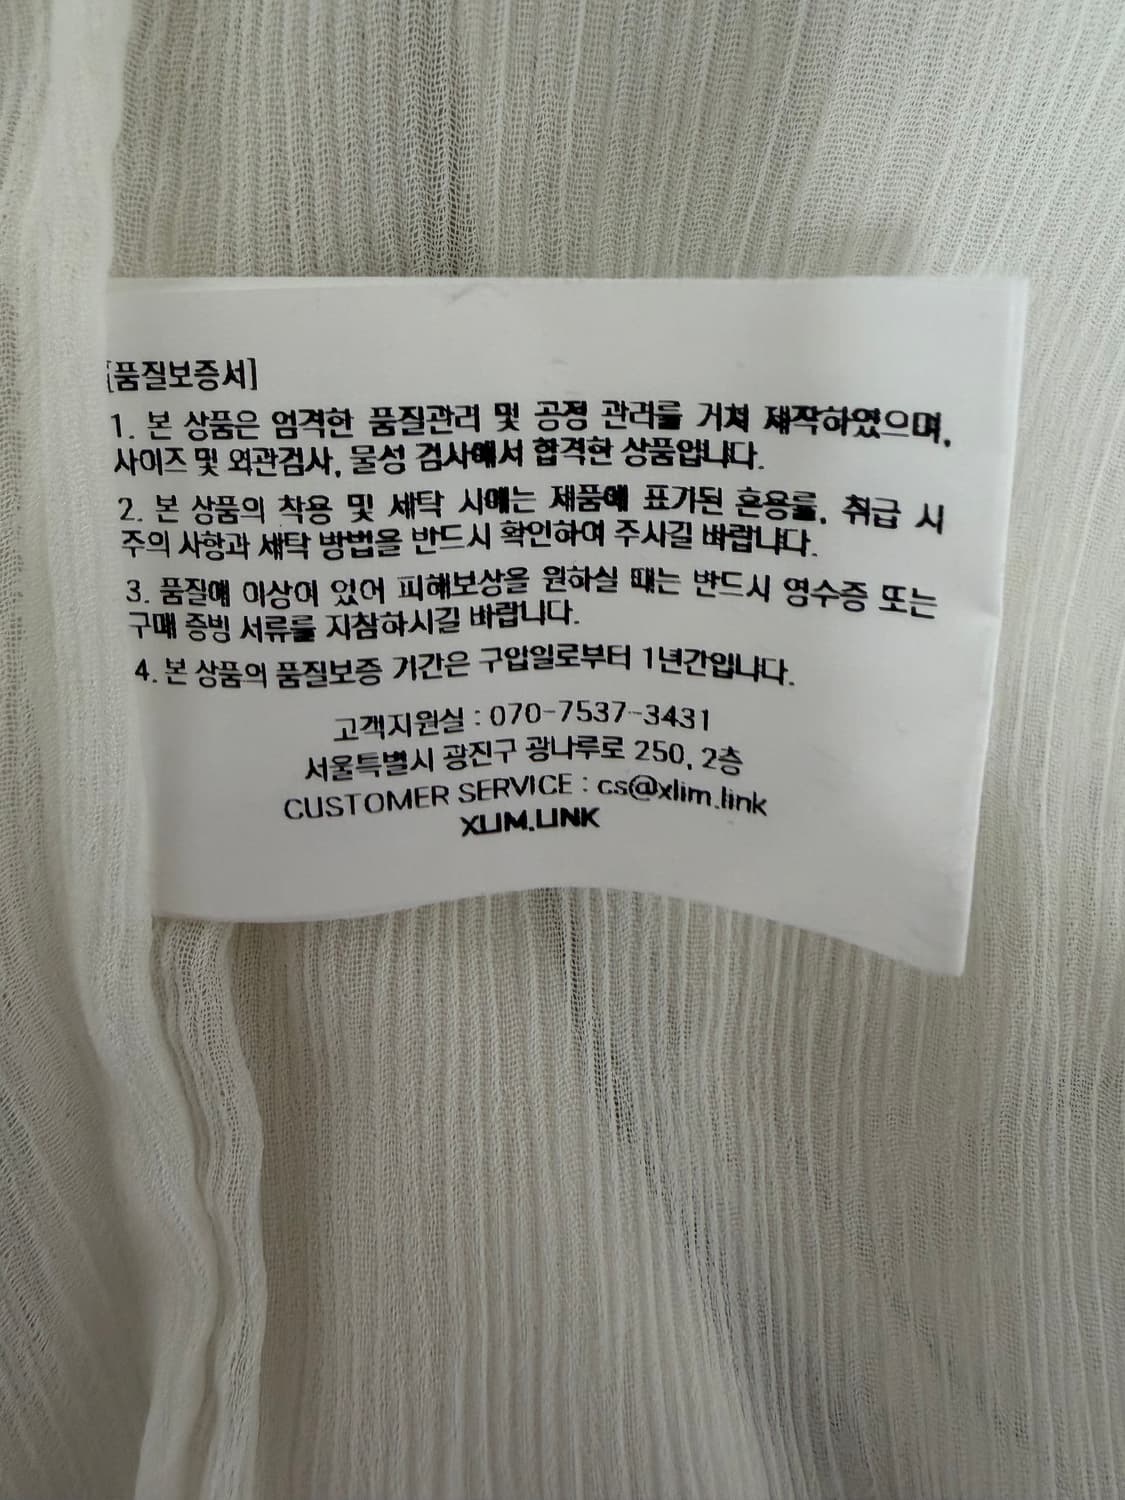 [품질보증서]
1. 본 상품은 엄격한 품질관리 및 공정 관리를 거쳐 제작하였으며,
사이즈 및 외관검사, 물성 검사에서 합격한 상품입니다.
2. 본 상품의 착용 및 세탁 시에는 제품에 표기된 혼용률, 취급 시
주의 사항과 세탁 방법을 반드시 확인하여 주시길 바랍니다.
3. 품질에 이상이 있어 피해보상을 원하실 때는 반드시 영수증 또는
구매 증빙 서류를 지참하시길 바랍니다.
4. 본 상품의 품질보증 기간은 구입일로부터 1년간입니다.
고객지원실 : 070-7537-3431
서울특별시 광진구 광나루로 250, 2층
CUSTOMER SERVICE : cs@xlim.link
XLIM.LINK